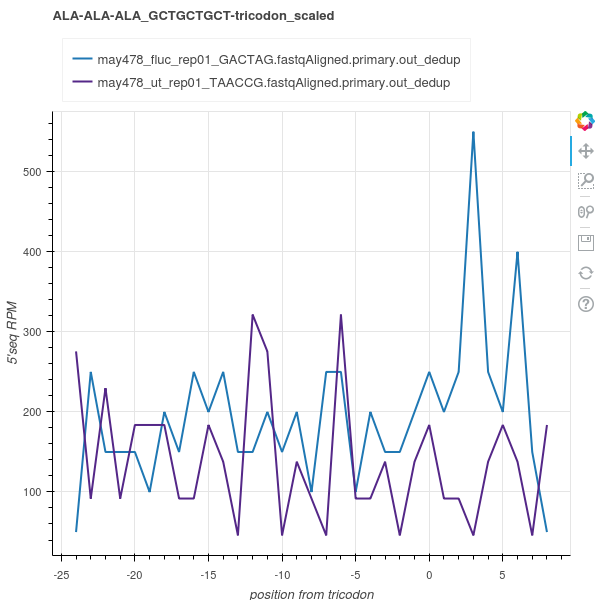 ALA-ALA-ALA_GCTGCTGCT-tricodon_scaled
may478_fluc_rep01_GACTAG.fastqAligned.primary.out_dedup
may478_ut_rep01_TAACCG.fastqAligned.primary.out_dedup
500
400
300
200
100
5'seq RPM
-25 -20 -15 -10 -5 0 5
position from tricodon